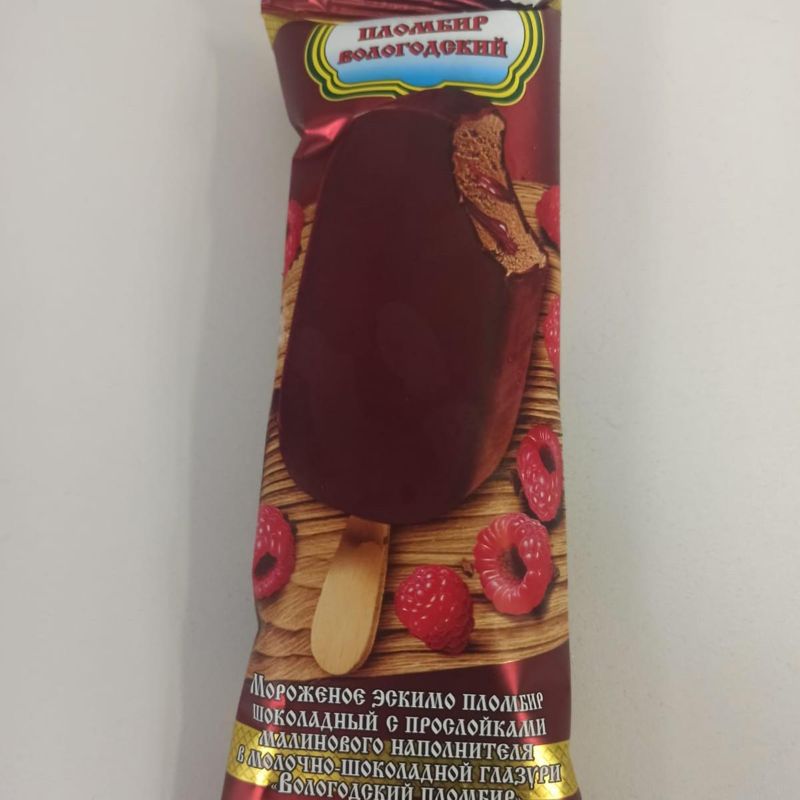 ПЛОМБИР
ВОЛОГОДСКИЙ
МОРОЖЕНОЕ ЭСКИМО ПЛОМБИР
ШОКОЛАДНЫЙ С ПРОСЛОЙКАМИ
МАЛИНОВОГО НАПОЛНИТЕЛЯ
В МОЛОЧНО-ШОКОЛАДНОЙ ГЛАЗУРИ
«ВОЛОГОДСКИЙ ПЛОМБИР»